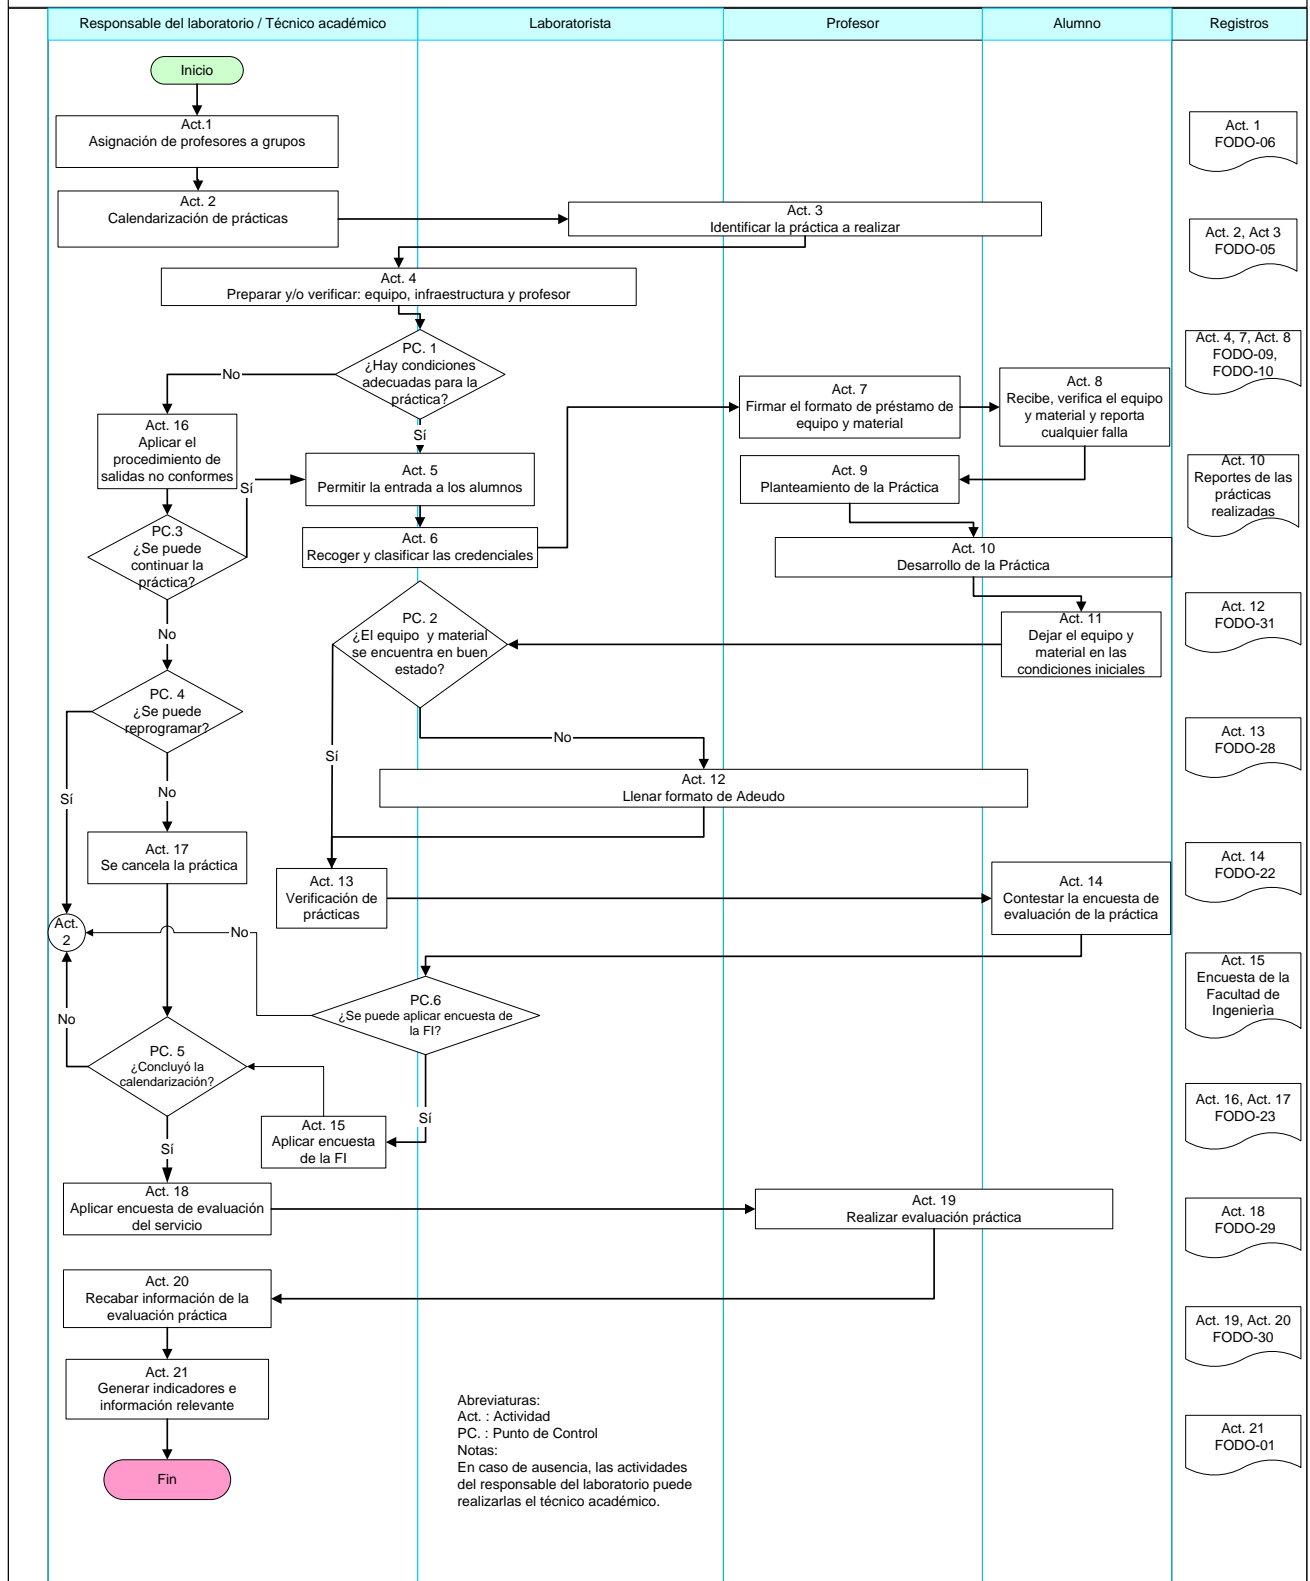 Responsable del laboratorio / Técnico académico
Laboratorista
Profesor
Alumno
Registros
Inicio
Act.1
Asignación de profesores a grupos
Act. 1
FODO-06
Act. 2
Calendarización de prácticas
Act. 3
Identificar la práctica a realizar
Act. 2, Act 3
FODO-05
Act. 4
Preparar y/o verificar: equipo, infraestructura y profesor
PC. 1
¿Hay condiciones
adecuadas para la
práctica?
No
Sí
Act. 4, 7, Act. 8
FODO-09,
FODO-10
Act. 7
Firmar el formato de préstamo de
equipo y material
Act. 8
Recibe, verifica el equipo
y material y reporta
cualquier falla
Act. 16
Aplicar el
procedimiento de
salidas no conformes
Sí
Act. 5
Permitir la entrada a los alumnos
Act. 9
Planteamiento de la Práctica
Act. 10
Reportes de las
prácticas
realizadas
PC.3
¿Se puede
continuar la
práctica?
Act. 6
Recoger y clasificar las credenciales
Act. 10
Desarrollo de la Práctica
No
PC. 2
¿El equipo  y material
se encuentra en buen
estado?
Act. 11
Dejar el equipo y
material en las
condiciones iniciales
Act. 12
FODO-31
PC. 4
¿Se puede
reprogramar?
Sí
No
Sí
No
Act. 13
FODO-28
Act. 12
Llenar formato de Adeudo
Act. 17
Se cancela la práctica
Act. 13
Verificación de
prácticas
Act. 14
Contestar la encuesta de
evaluación de la práctica
Act. 14
FODO-22
Act.
2
No
PC.6
¿Se puede aplicar encuesta de
la FI?
Act. 15
Encuesta de la
Facultad de
Ingenierìa
No
PC. 5
¿Concluyó la
calendarización?
Sí
Act. 15
Aplicar encuesta
de la FI
Sí
Act. 16, Act. 17
FODO-23
Act. 18
Aplicar encuesta de evaluación
del servicio
Act. 19
Realizar evaluación práctica
Act. 18
FODO-29
Act. 20
Recabar información de la
evaluación práctica
Act. 19, Act. 20
FODO-30
Act. 21
Generar indicadores e
información relevante
Abreviaturas:
Act. : Actividad
PC. : Punto de Control
Notas:
En caso de ausencia, las actividades
del responsable del laboratorio puede
realizarlas el técnico académico.
Act. 21
FODO-01
Fin